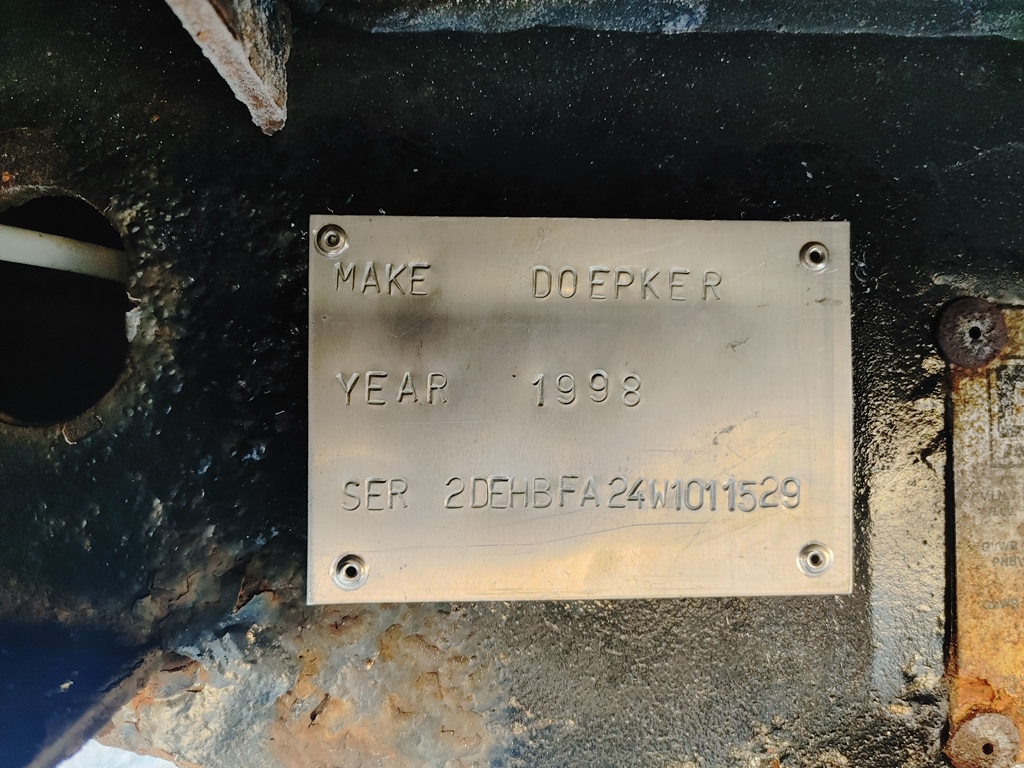 MAKE DOEPKER
YEAR 1998
SER 2DEHBFA24W1011529